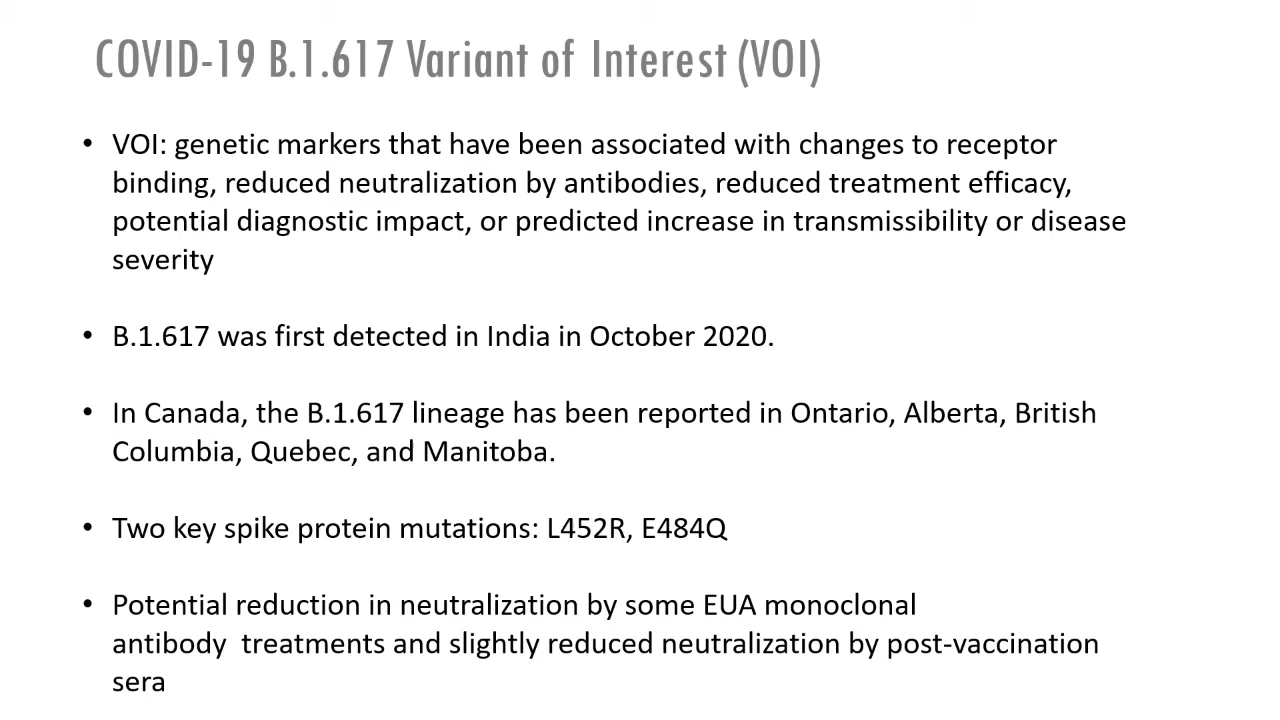 COVID-19 B.1.617 Variant of Interest (VOI)
• VOI: genetic markers that have been associated with changes to receptor
binding, reduced neutralization by antibodies, reduced treatment efficacy,
potential diagnostic impact, or predicted increase in transmissibility or disease
severity
• B.1.617 was first detected in India in October 2020.
• In Canada, the B.1.617 lineage has been reported in Ontario, Alberta, British
Columbia, Quebec, and Manitoba.
• Two key spike protein mutations: L452R, E484Q
• Potential reduction in neutralization by some EUA monoclonal
antibody  treatments and slightly reduced neutralization by post-vaccination
sera